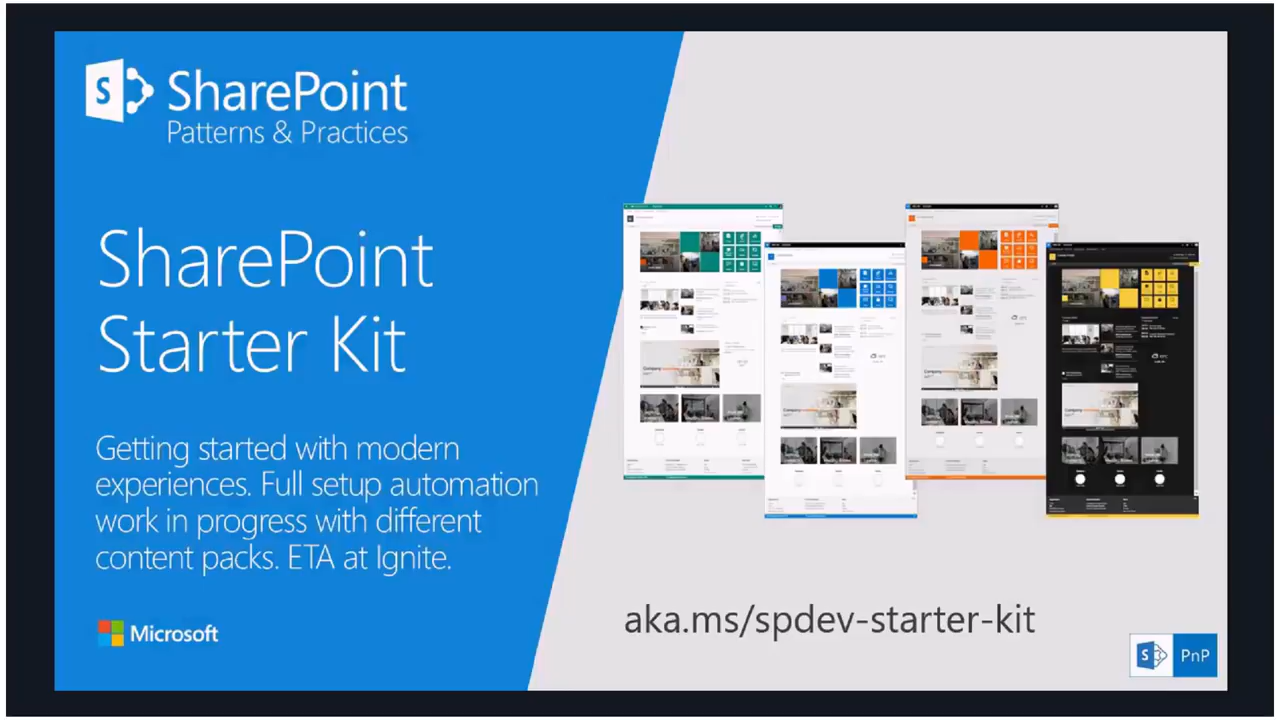 SharePoint
Patterns & Practices
SharePoint
Starter Kit
Getting started with modern
experiences. Full setup automation
work in progress with different
content packs. ETA at Ignite.
Microsoft
aka.ms/spdev-starter-kit
PnP